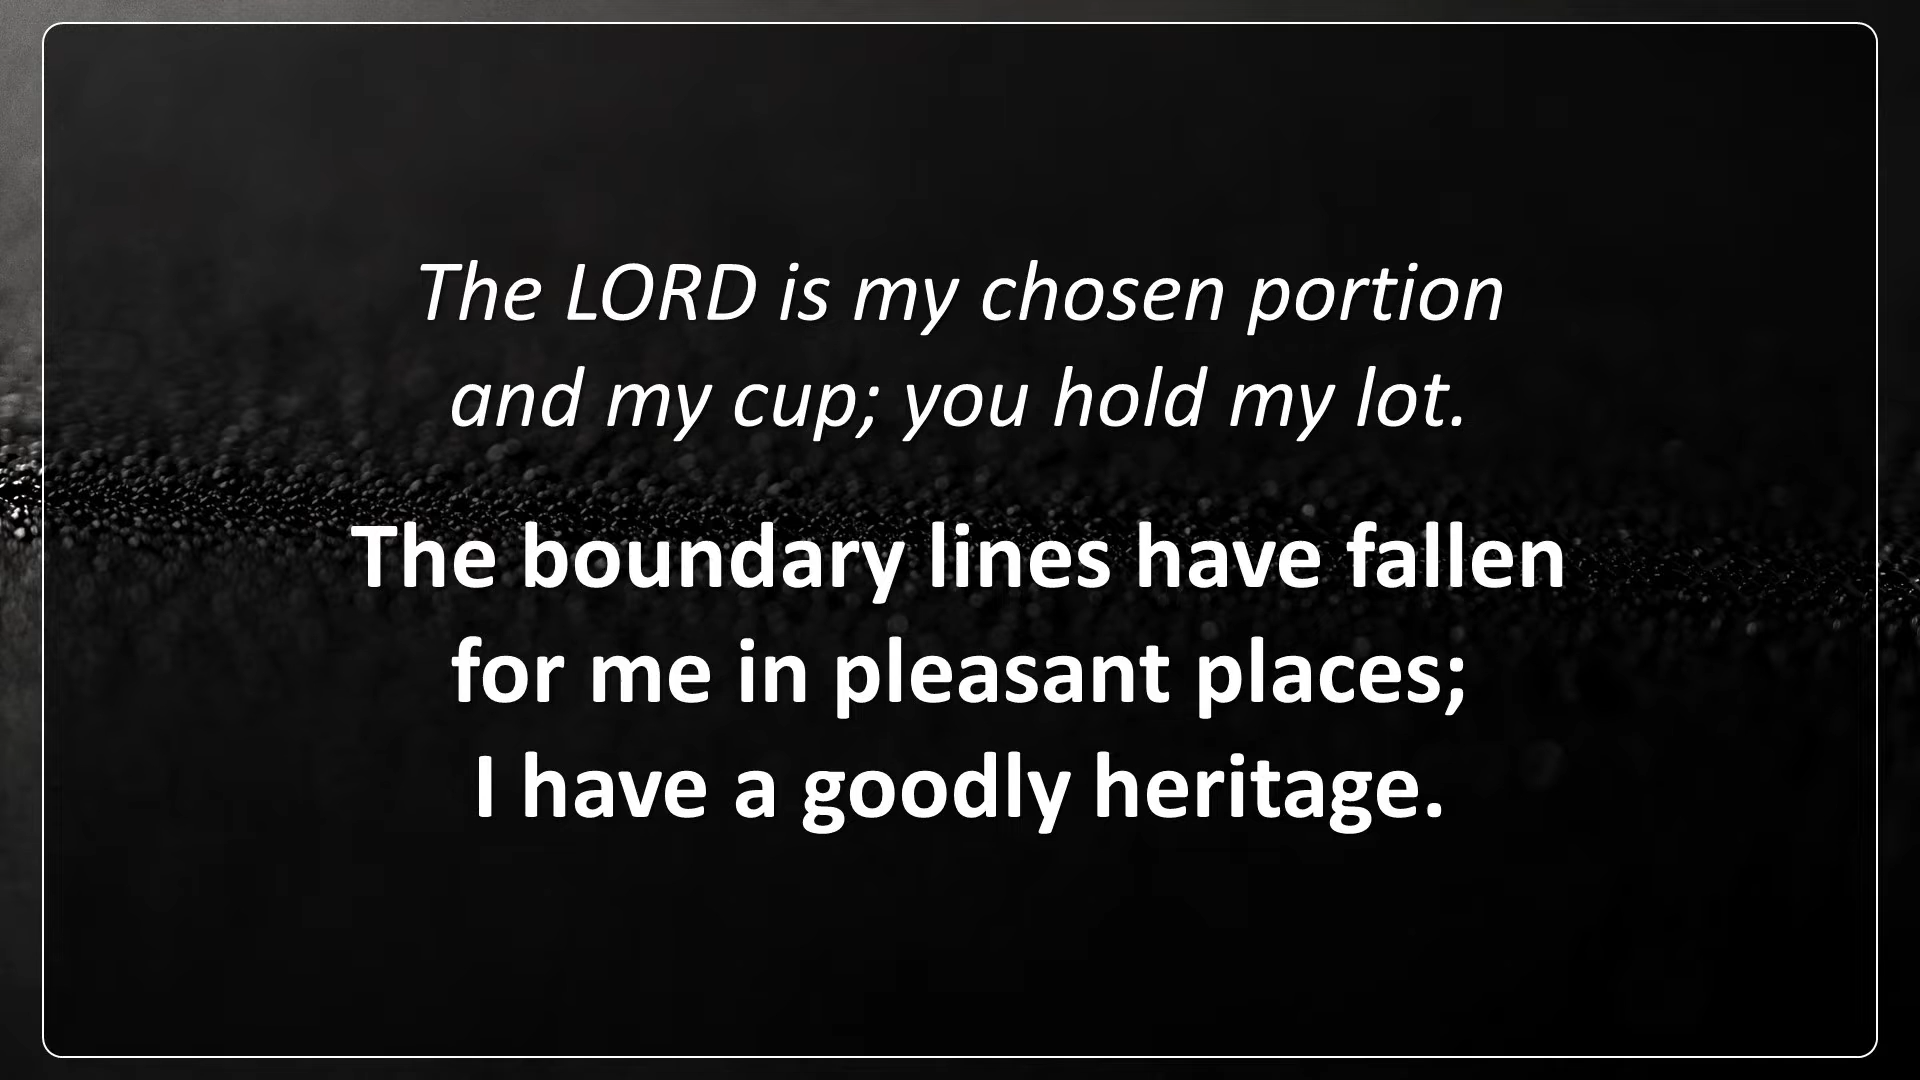 The LORD is my chosen portion
and my cup; you hold my lot.
The boundary lines have fallen
for me in pleasant places;
I have a goodly heritage.